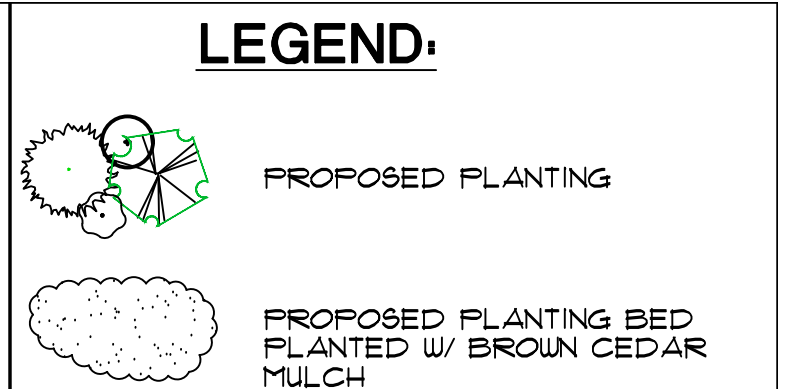 LEGEND:
PROPOSED PLANTING
PROPOSED PLANTING BED
PLANTED W/ BROWN CEDAR
MULCH